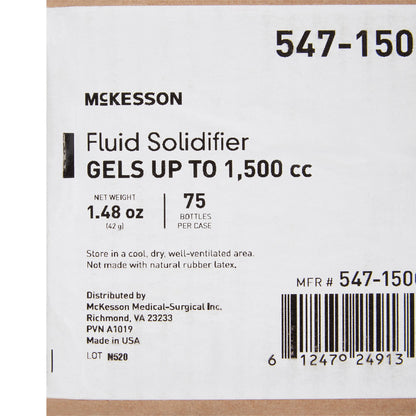 547-150
McKESSON
Fluid Solidifier
GELS UP TO 1,500 cc
NET WEIGHT
1.48 oz
(42 g)
75
BOTTLES
PER CASE
Store in a cool, dry, well-ventilated area.
Not made with natural rubber latex.
MFR # 547-150
Distributed by
McKesson Medical-Surgical Inc.
Richmond, VA 23233
PVN A1019
Made in USA
LOT N520
6 12470 24913